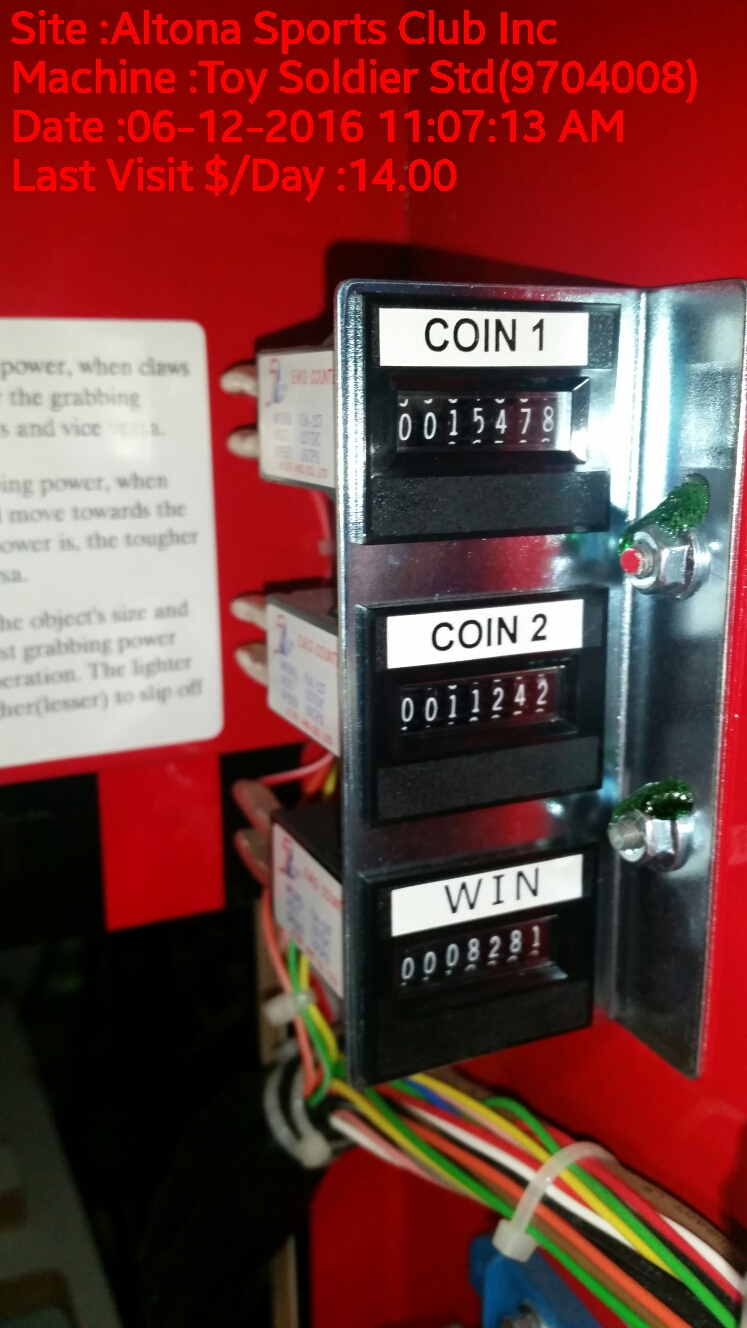 Site :Altona Sports Club Inc
Machine :Toy Soldier Std(9704008)
Date :06-12-2016 11:07:13 AM
Last Visit $/Day :14.00
power, when claws
the grabbing
s and vice
ing power, when
move towards the
ower is, the tougher
sa.
he object's size and
st grabbing power
eration. The lighter
her(lesser) to slip off
COIN 1
0015478
COIN 2
0011242
WIN
0008281